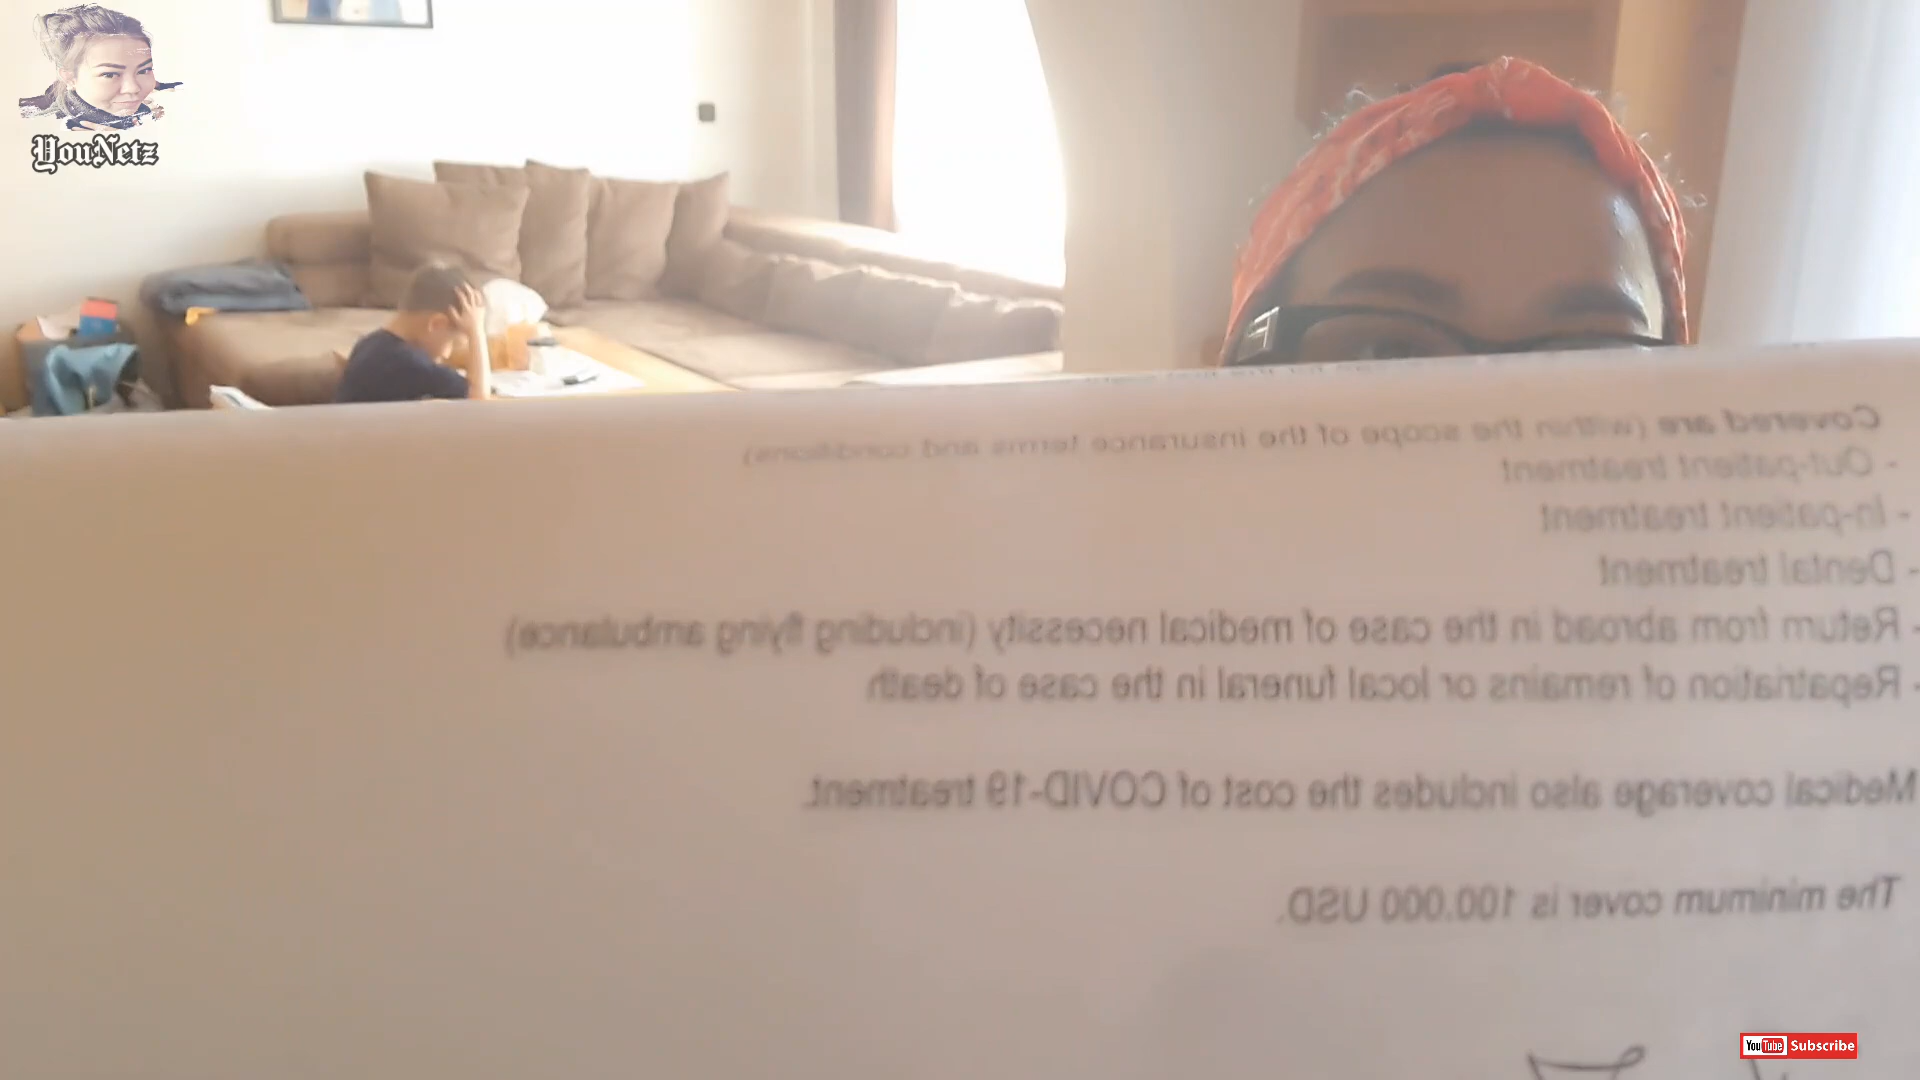 YouNetz
Covered are (within the scope of the insurance terms and conditions)
- Out-patient treatment
- In-patient treatment
- Dental treatment
- Return from abroad in the case of medical necessity (including flying ambulance)
- Repatriation of remains or local funeral in the case of death
Medical coverage also includes the cost of COVID-19 treatment.
The minimum cover is 100.000 USD.
YouTube Subscribe